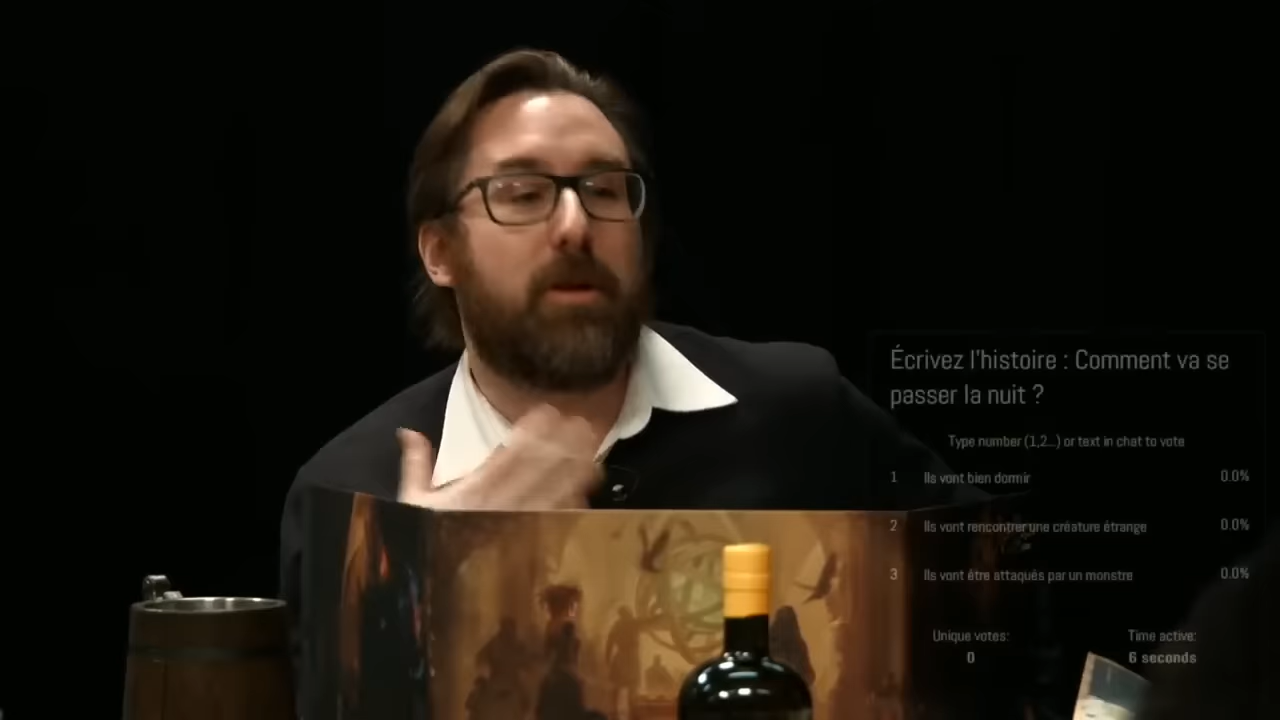 Écrivez l'histoire : Comment va se
passer la nuit ?
Type number (1,2...) or text in chat to vote
1 Ils vont bien dormir 0.0%
2 Ils vont rencontrer une créature étrange 0.0%
3 Ils vont être attaqués par un monstre 0.0%
Unique votes: Time active:
0 6 seconds